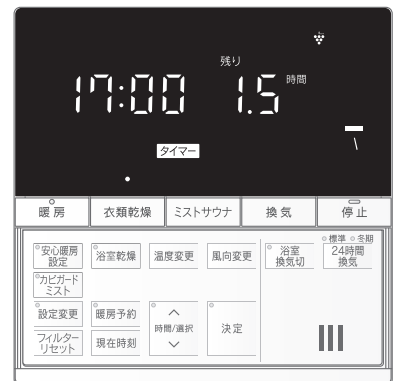 残り
17:00 1.5 時間
タイマー
暖房 衣類乾燥 ミストサウナ 換気 停止
標準 冬期
安心暖房
設定
浴室乾燥 温度変更 風向変更
浴室
換気切
24時間
換気
カビガード
ミスト
設定変更 暖房予約
時間/選択
決定
フィルター
リセット
現在時刻